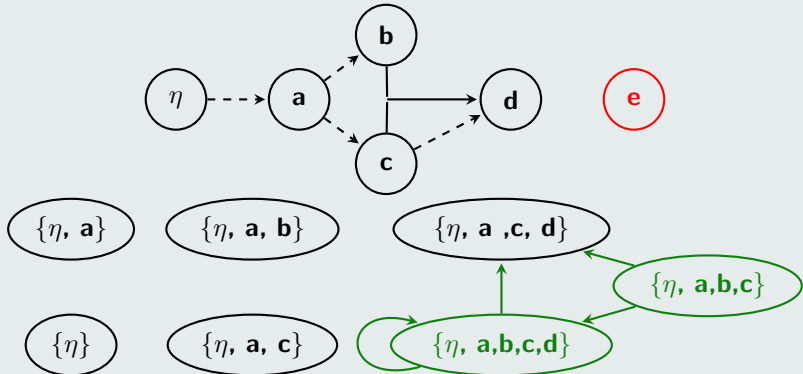 b
η a d e
c
{η, a} {η, a, b} {η, a ,c, d}
{η, a,b,c}
{η} {η, a, c} {η, a,b,c,d}